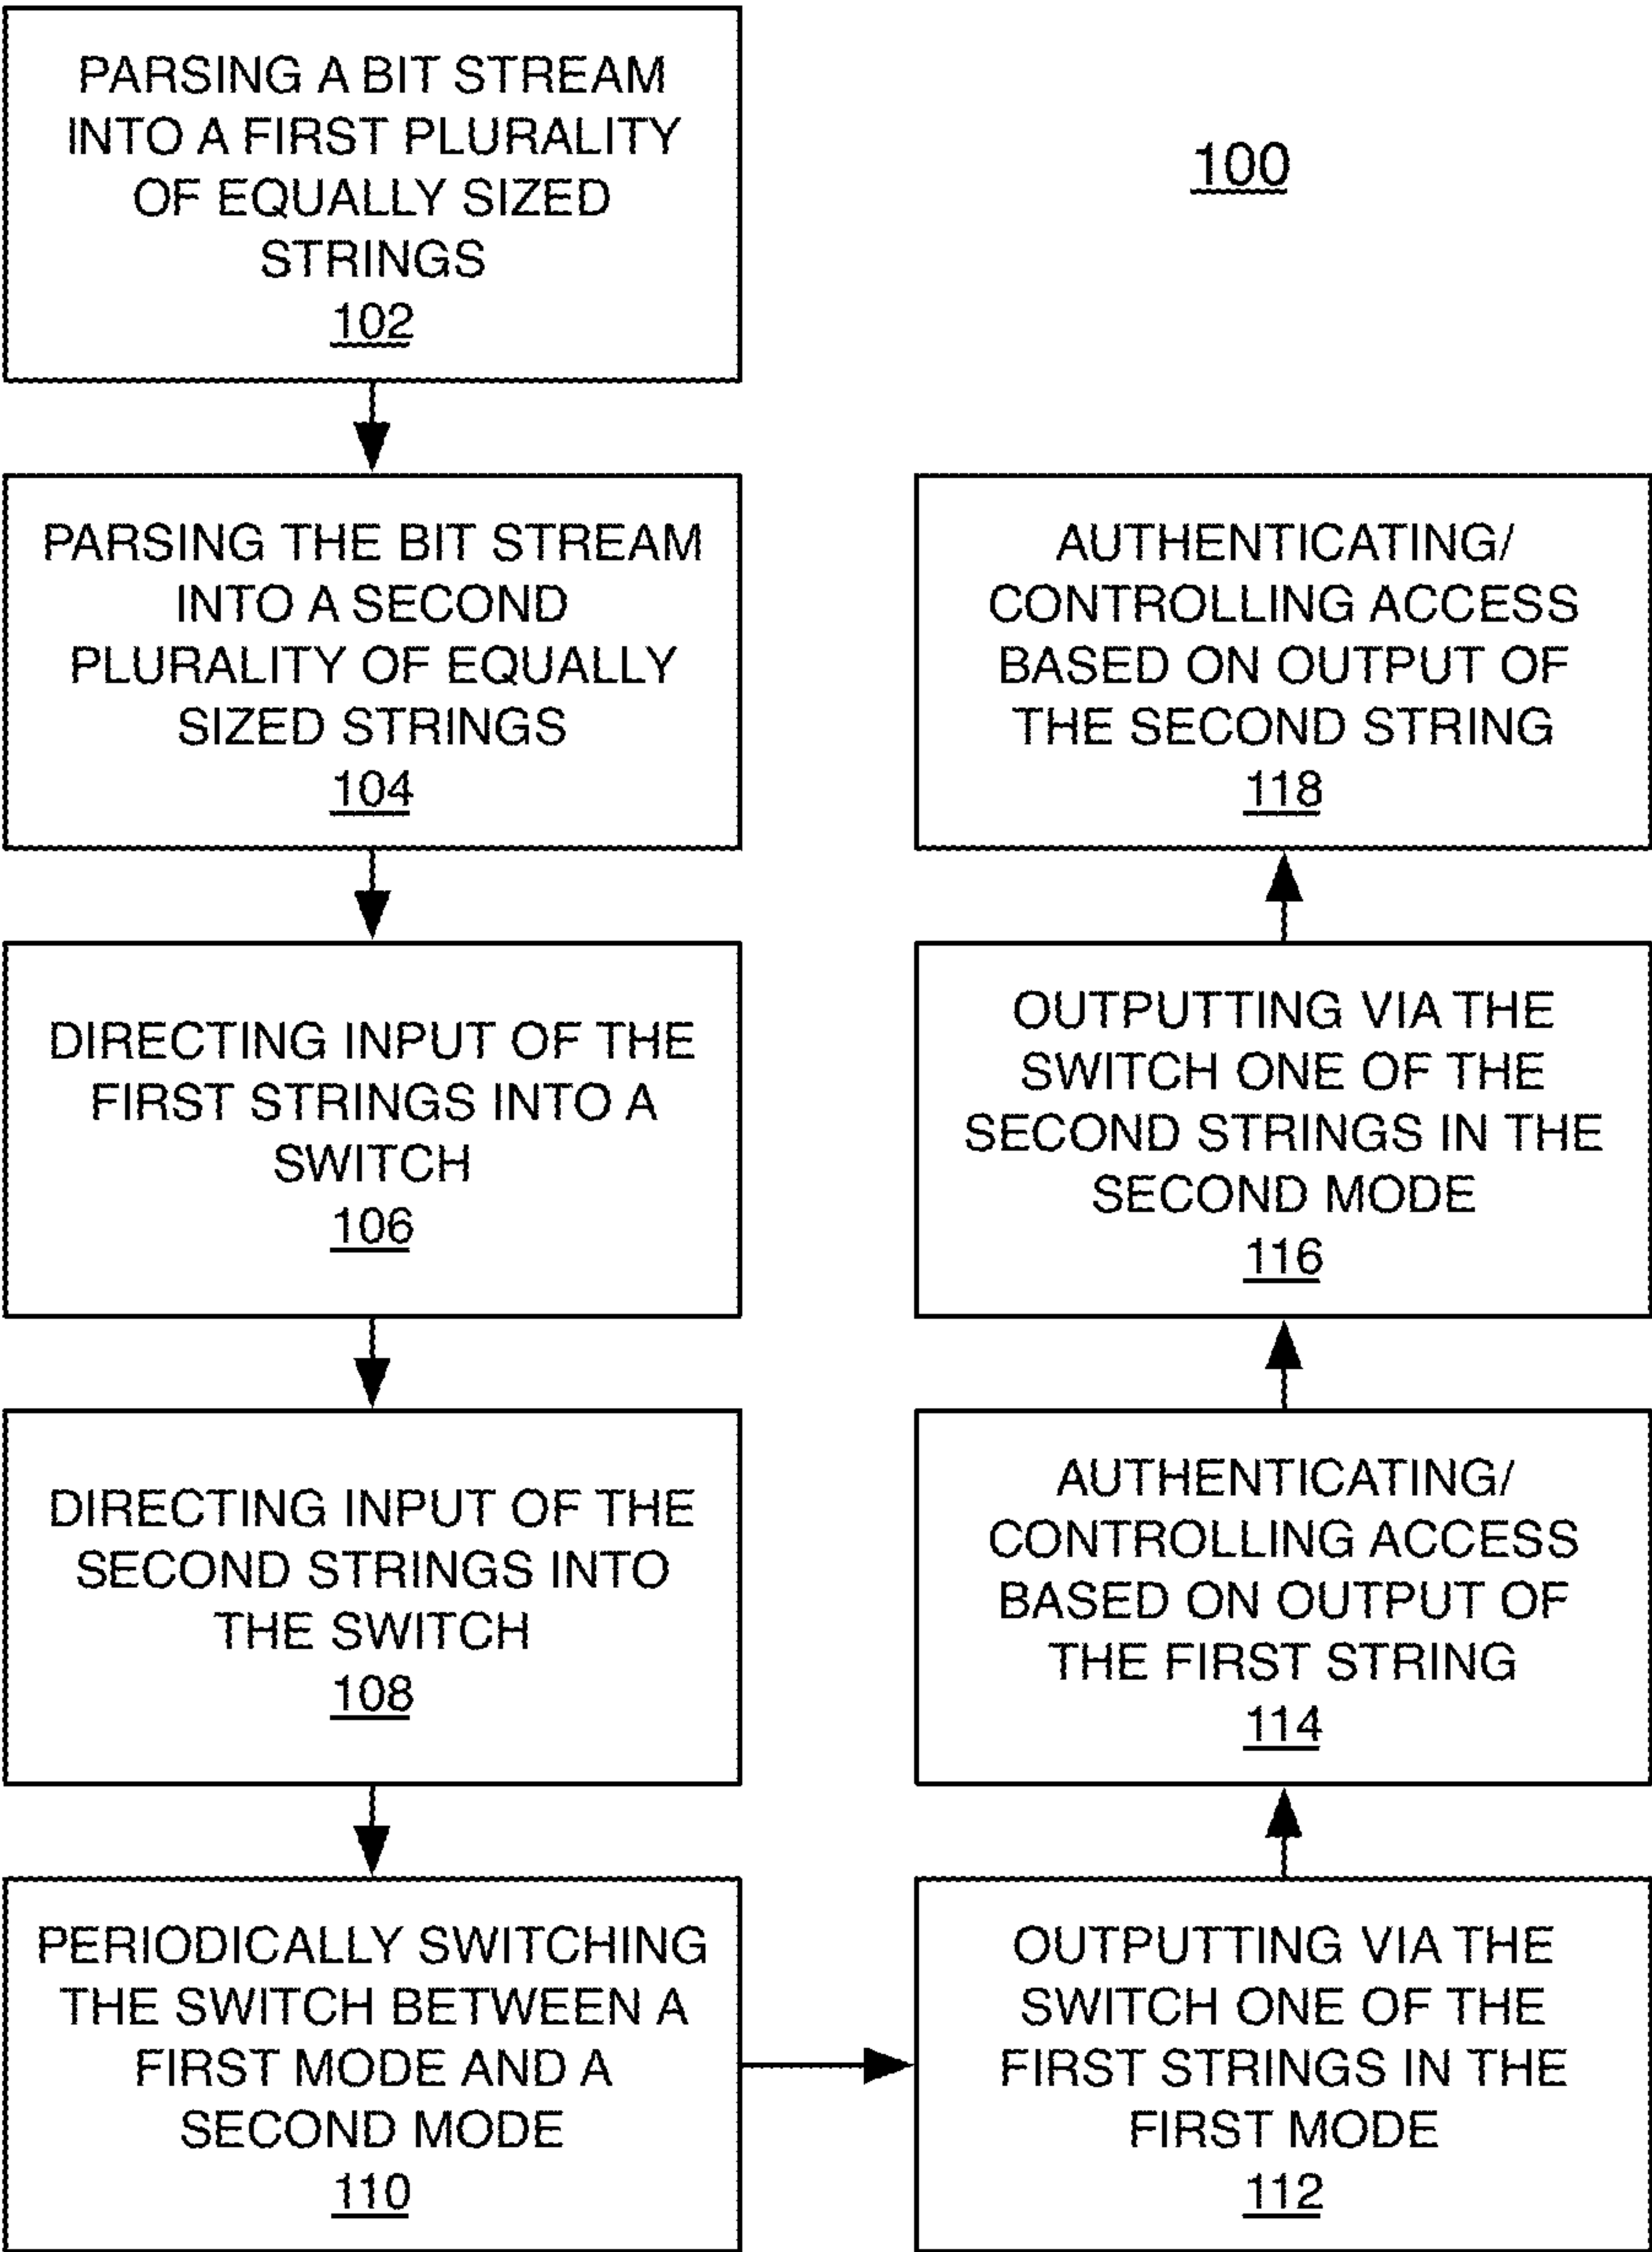 PARSING A BIT STREAM
INTO A FIRST PLURALITY
OF EQUALLY SIZED
STRINGS
102
100
PARSING THE BIT STREAM
INTO A SECOND
PLURALITY OF EQUALLY
SIZED STRINGS
104
DIRECTING INPUT OF THE
FIRST STRINGS INTO A
SWITCH
106
DIRECTING INPUT OF THE
SECOND STRINGS INTO
THE SWITCH
108
PERIODICALLY SWITCHING
THE SWITCH BETWEEN A
FIRST MODE AND A
SECOND MODE
110
OUTPUTTING VIA THE
SWITCH ONE OF THE
FIRST STRINGS IN THE
FIRST MODE
112
AUTHENTICATING/
CONTROLLING ACCESS
BASED ON OUTPUT OF
THE FIRST STRING
114
OUTPUTTING VIA THE
SWITCH ONE OF THE
SECOND STRINGS IN THE
SECOND MODE
116
AUTHENTICATING/
CONTROLLING ACCESS
BASED ON OUTPUT OF
THE SECOND STRING
118